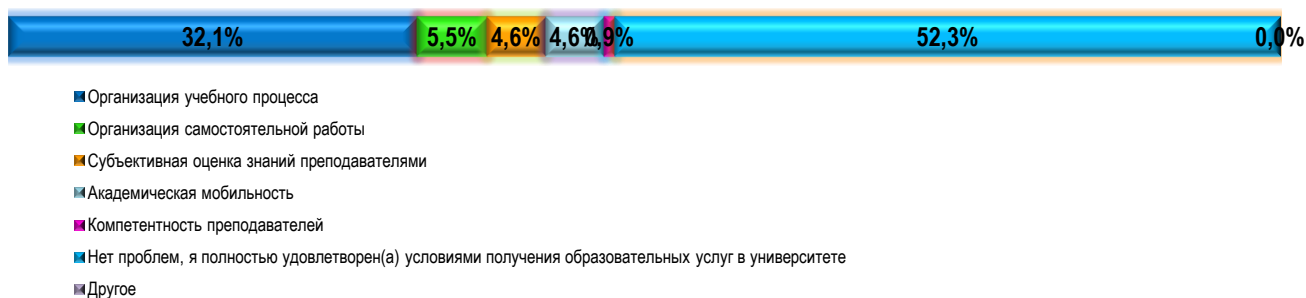 32,1% 5,5% 4,6% 4,6% 0,9% 52,3% 0,0%
Организация учебного процесса
Организация самостоятельной работы
Субъективная оценка знаний преподавателями
Академическая мобильность
Компетентность преподавателей
Нет проблем, я полностью удовлетворен(а) условиями получения образовательных услуг в университете
Другое